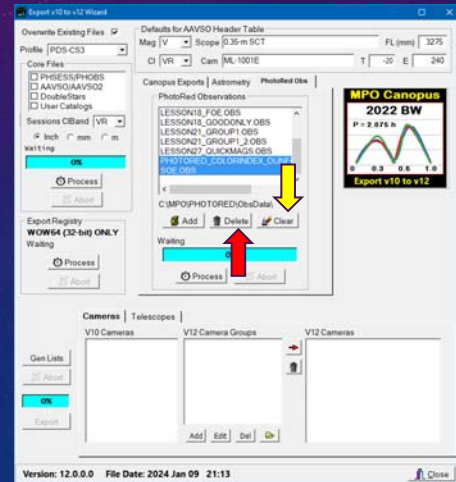 Export v10 to v12 Wizard
Overwrite Existing Files
Profile PDS-CS3
Core Files
PHSESS/PHOBS
AAVSO/AAVSO2
DoubleStars
User Catalogs
Sessions CIBand VR
Inch mm m
Waiting
0%
Process
Abort
Export Registry
WOW64 (32-bit) ONLY
Waiting
Process
Abort
Defaults for AAVSO Header Table
Mag V Scope 0.35-m SCT FL (mm) 3275
CI VR Cam ML-1001E T -20 E 240
Canopus Exports Astrometry PhotoRed Obs
PhotoRed Observations
LESSON18_FOE.OBS
LESSON18_GOODONLY.OBS
LESSON21_GROUP1.OBS
LESSON21_GROUP1_2.OBS
LESSON27_QUICKMAGS.OBS
PHOTORED_COLORINDEX_DUNE
SOE.OBS
C:\MPO\PHOTORED\ObsData\
Add Delete Clear
Waiting
Process Abort
MPO Canopus
2022 BW
P = 2.875 h
0 0.3 0.5 0.8 1.0
Export v10 to v12
Cameras Telescopes
V10 Cameras V12 Camera Groups V12 Cameras
Gen Lists
Abort
0%
Export
Add Edit Del
Version: 12.0.0.0 File Date: 2024 Jan 09 21:13
Close